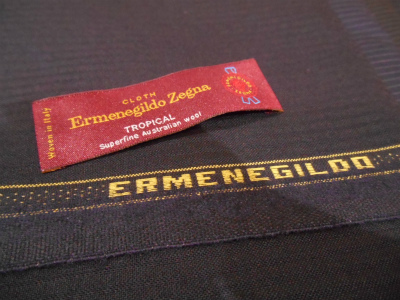 CLOTH
Ermenegildo Zegna
TROPICAL
Superfine Australian wool
Woven in Italy
ERMENEGILDO